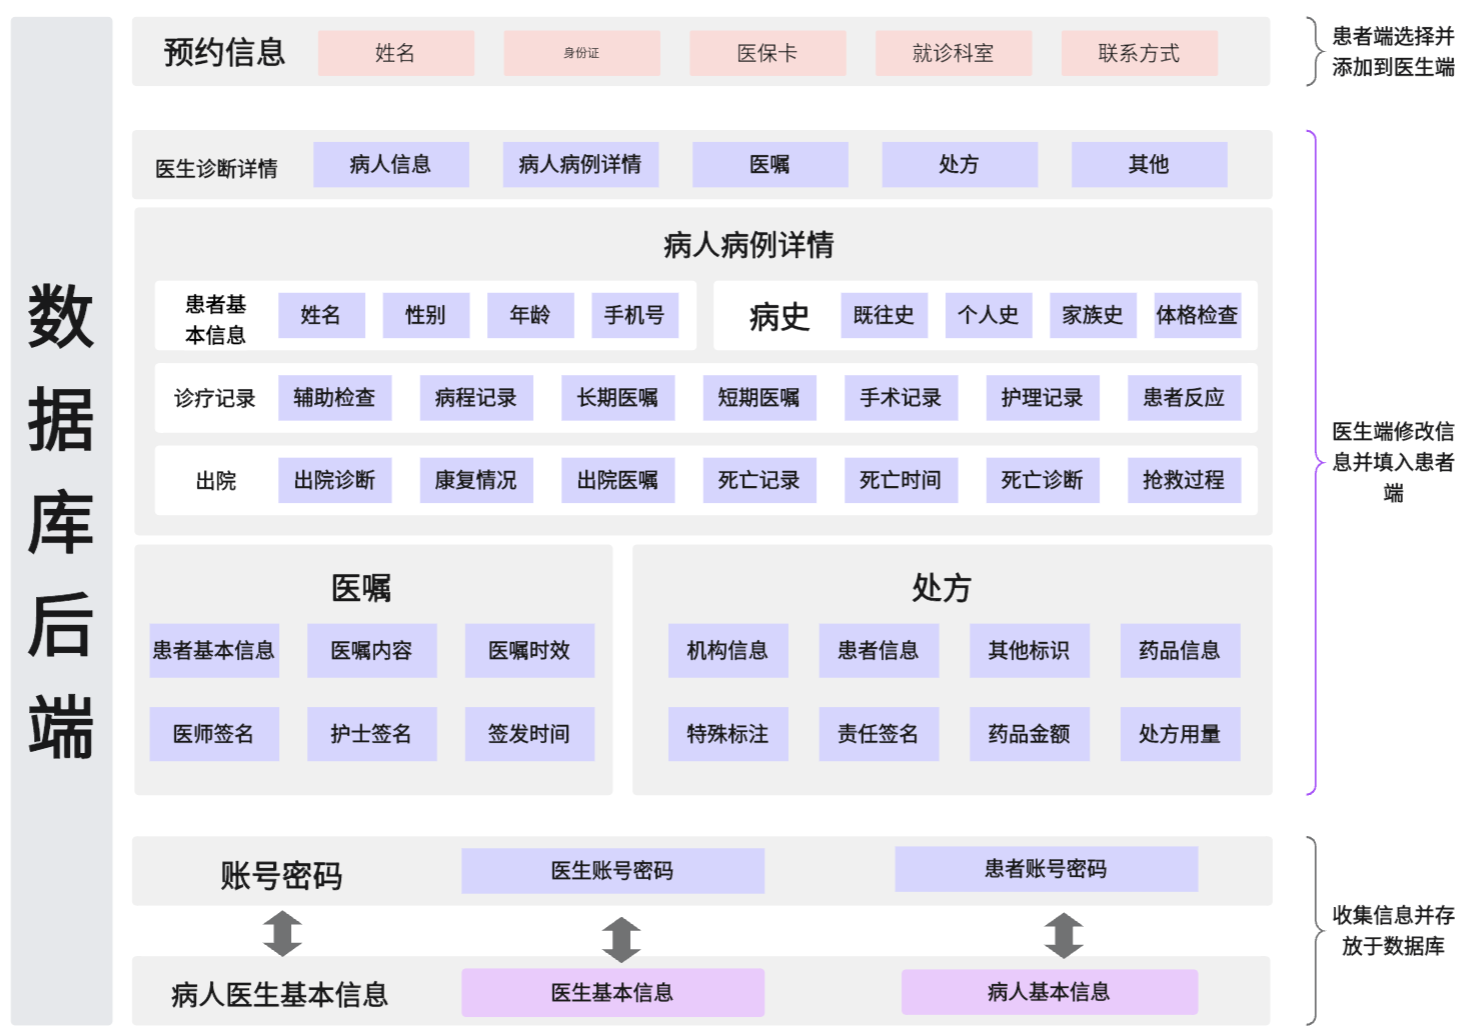 数
据
库
后
端
预约信息
姓名
身份证
医保卡
就诊科室
联系方式
患者端选择并
添加到医生端
医生诊断详情
病人信息
病人病例详情
医嘱
处方
其他
病人病例详情
患者基
本信息
姓名
性别
年龄
手机号
病史
既往史
个人史
家族史
体格检查
诊疗记录
辅助检查
病程记录
长期医嘱
短期医嘱
手术记录
护理记录
患者反应
出院
出院诊断
康复情况
出院医嘱
死亡记录
死亡时间
死亡诊断
抢救过程
医生端修改信
息并填入患者
端
医嘱
患者基本信息
医嘱内容
医嘱时效
医师签名
护士签名
签发时间
处方
机构信息
患者信息
其他标识
药品信息
特殊标注
责任签名
药品金额
处方用量
账号密码
医生账号密码
患者账号密码
病人医生基本信息
医生基本信息
病人基本信息
收集信息并存
放于数据库